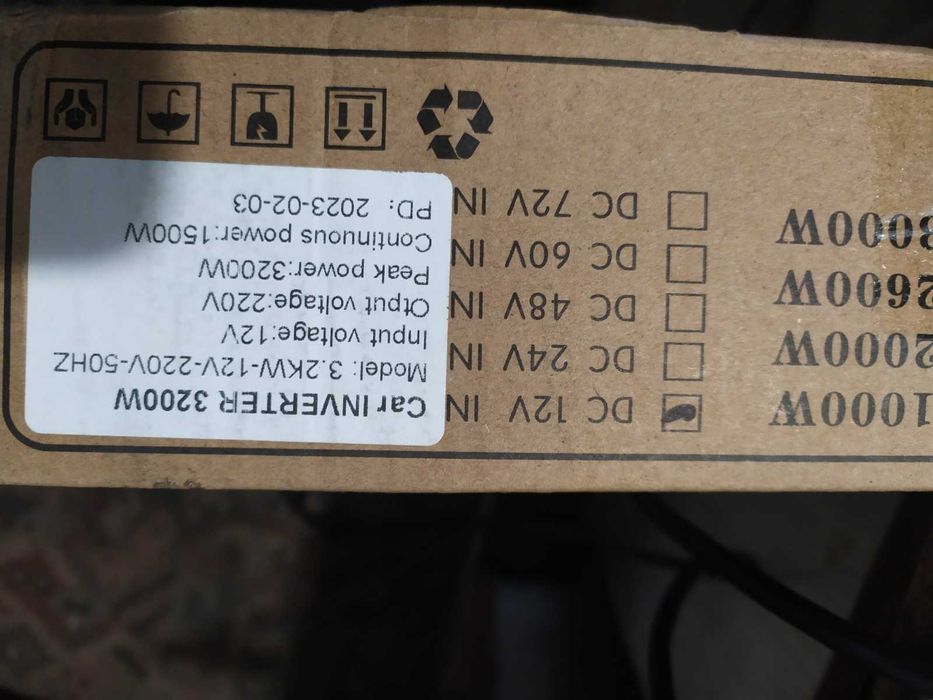 Car INVERTER 3200W
Model: 3.2KW-12V-220V-50HZ
Input voltage:12V
Otput voltage:220V
Peak power:3200W
Continuous power:1500W
PD: 2023-02-03
1000W
DC 12V IN
2000W
DC 24V IN
2600W
DC 48V IN
3000W
DC 60V IN
DC 72V IN